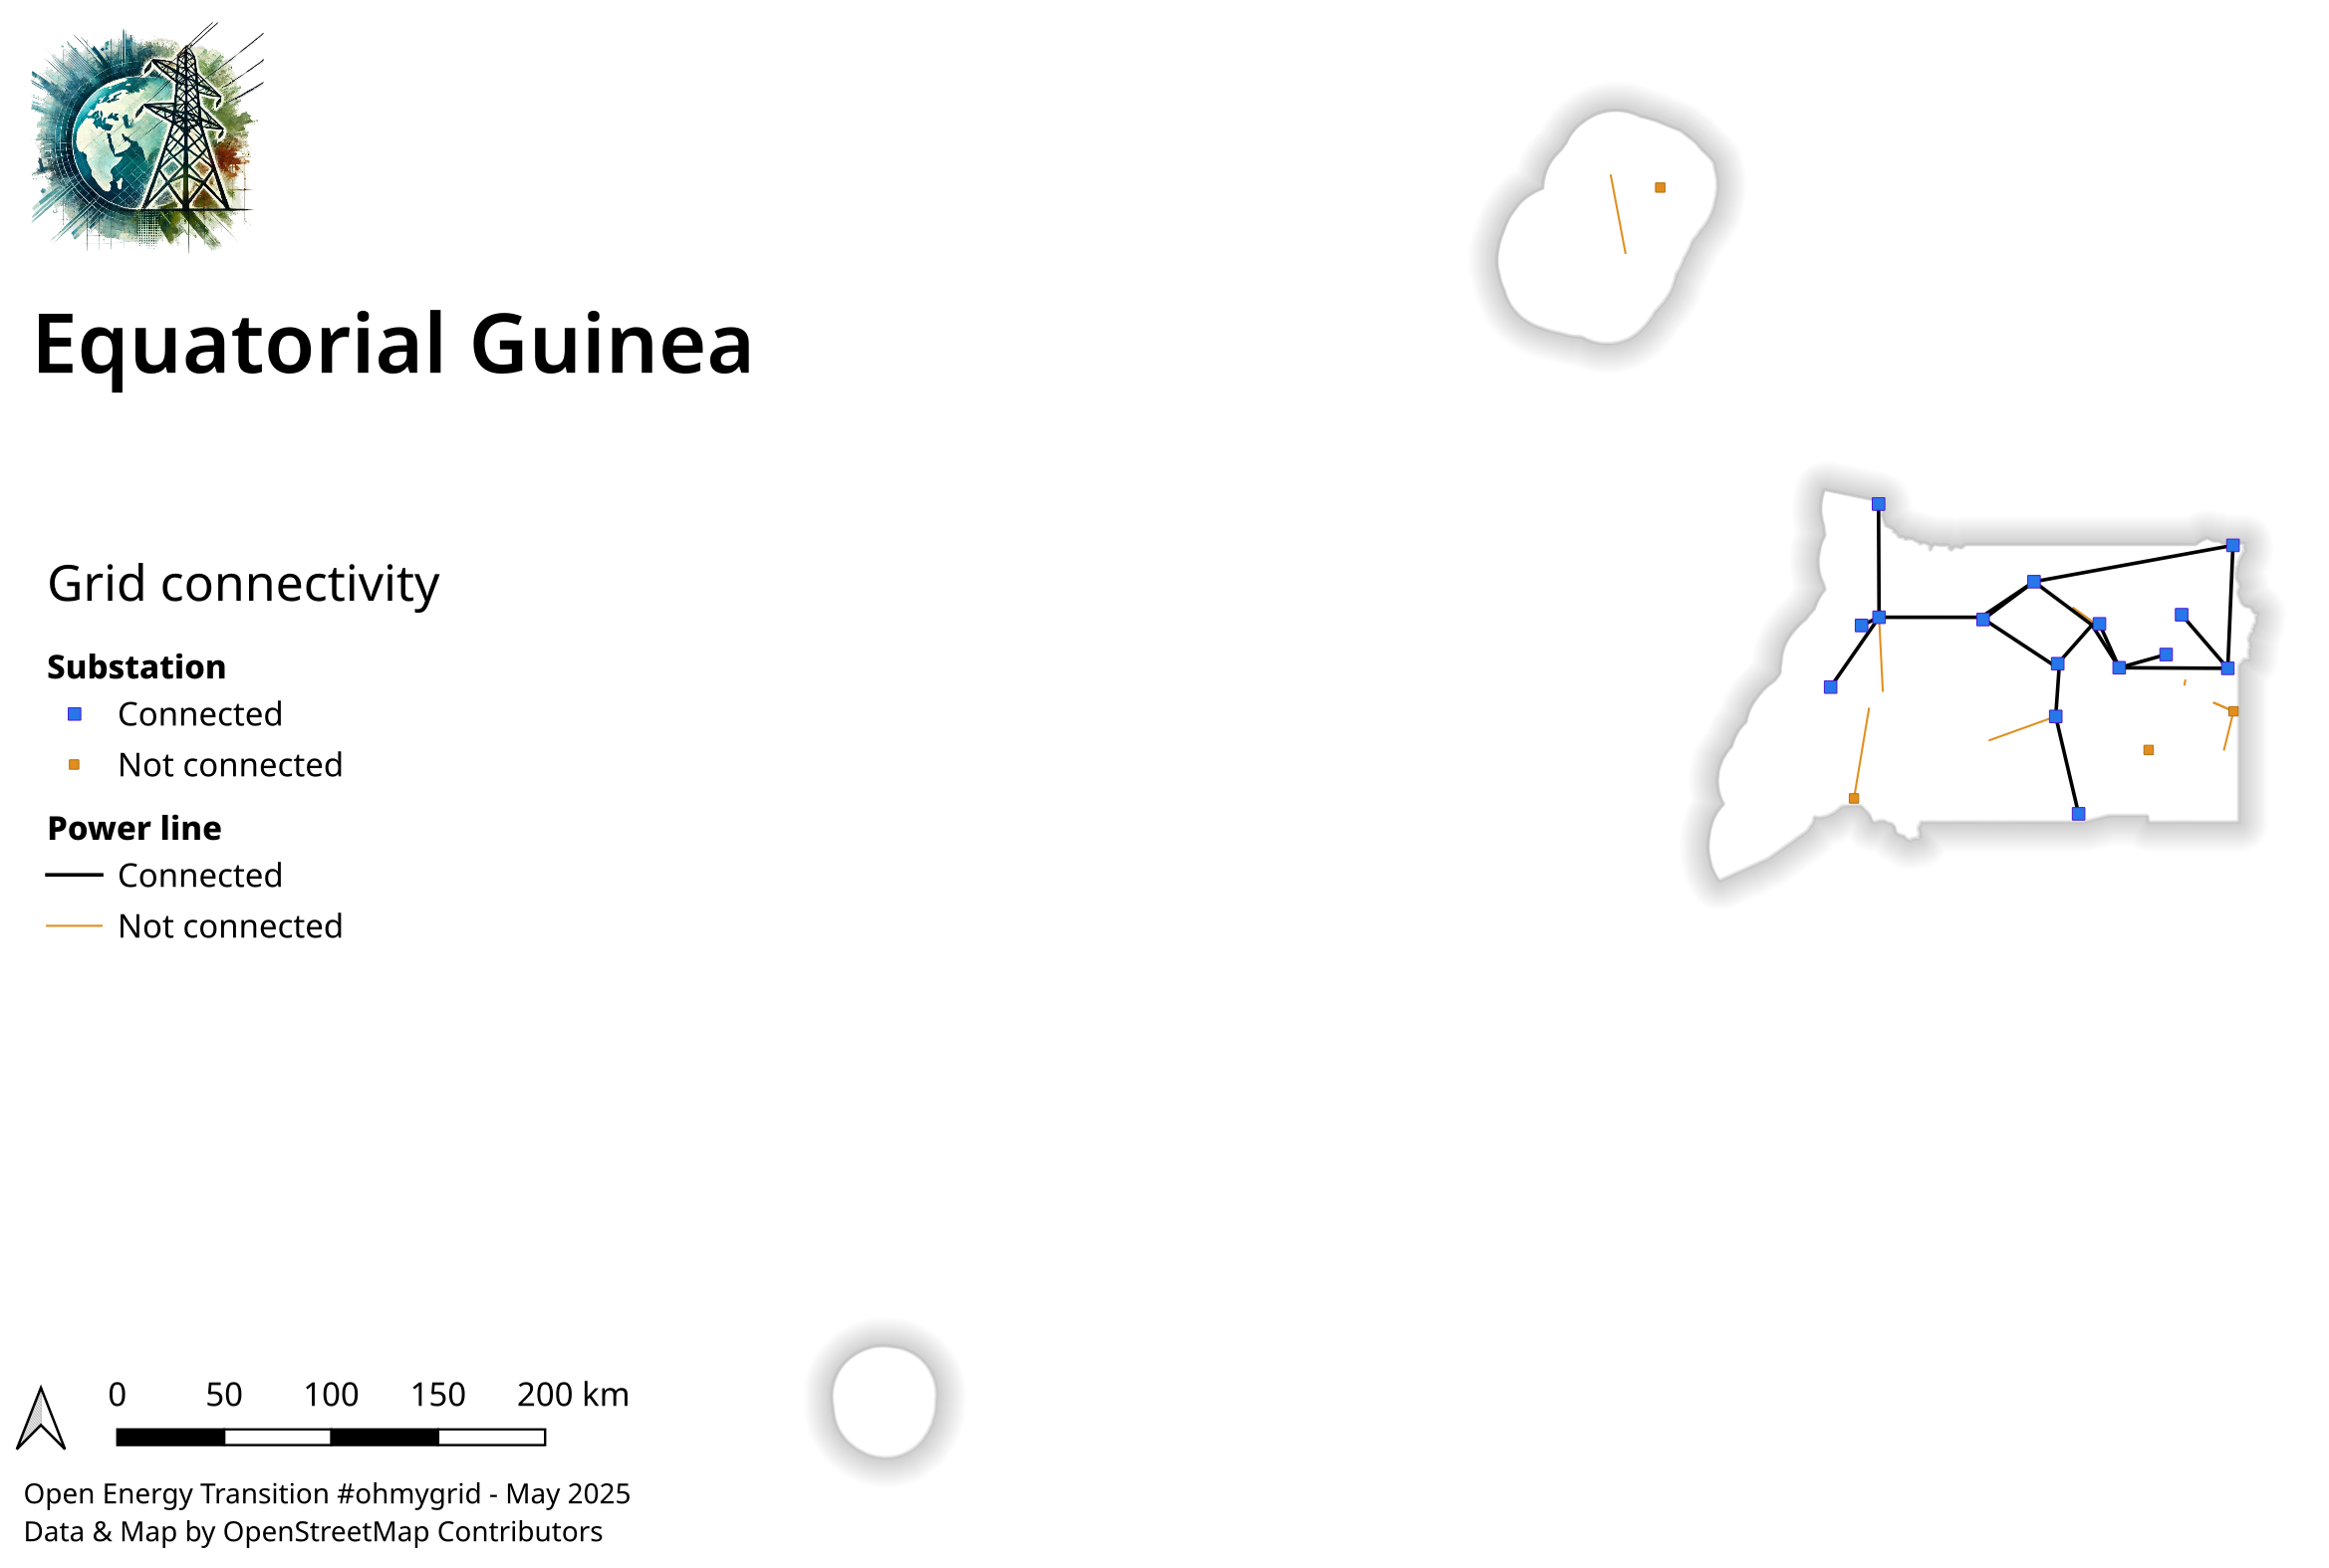 Equatorial Guinea
Grid connectivity
Substation
Connected
Not connected
Power line
Connected
Not connected
0 50 100 150 200 km
Open Energy Transition #ohmygrid - May 2025
Data & Map by OpenStreetMap Contributors